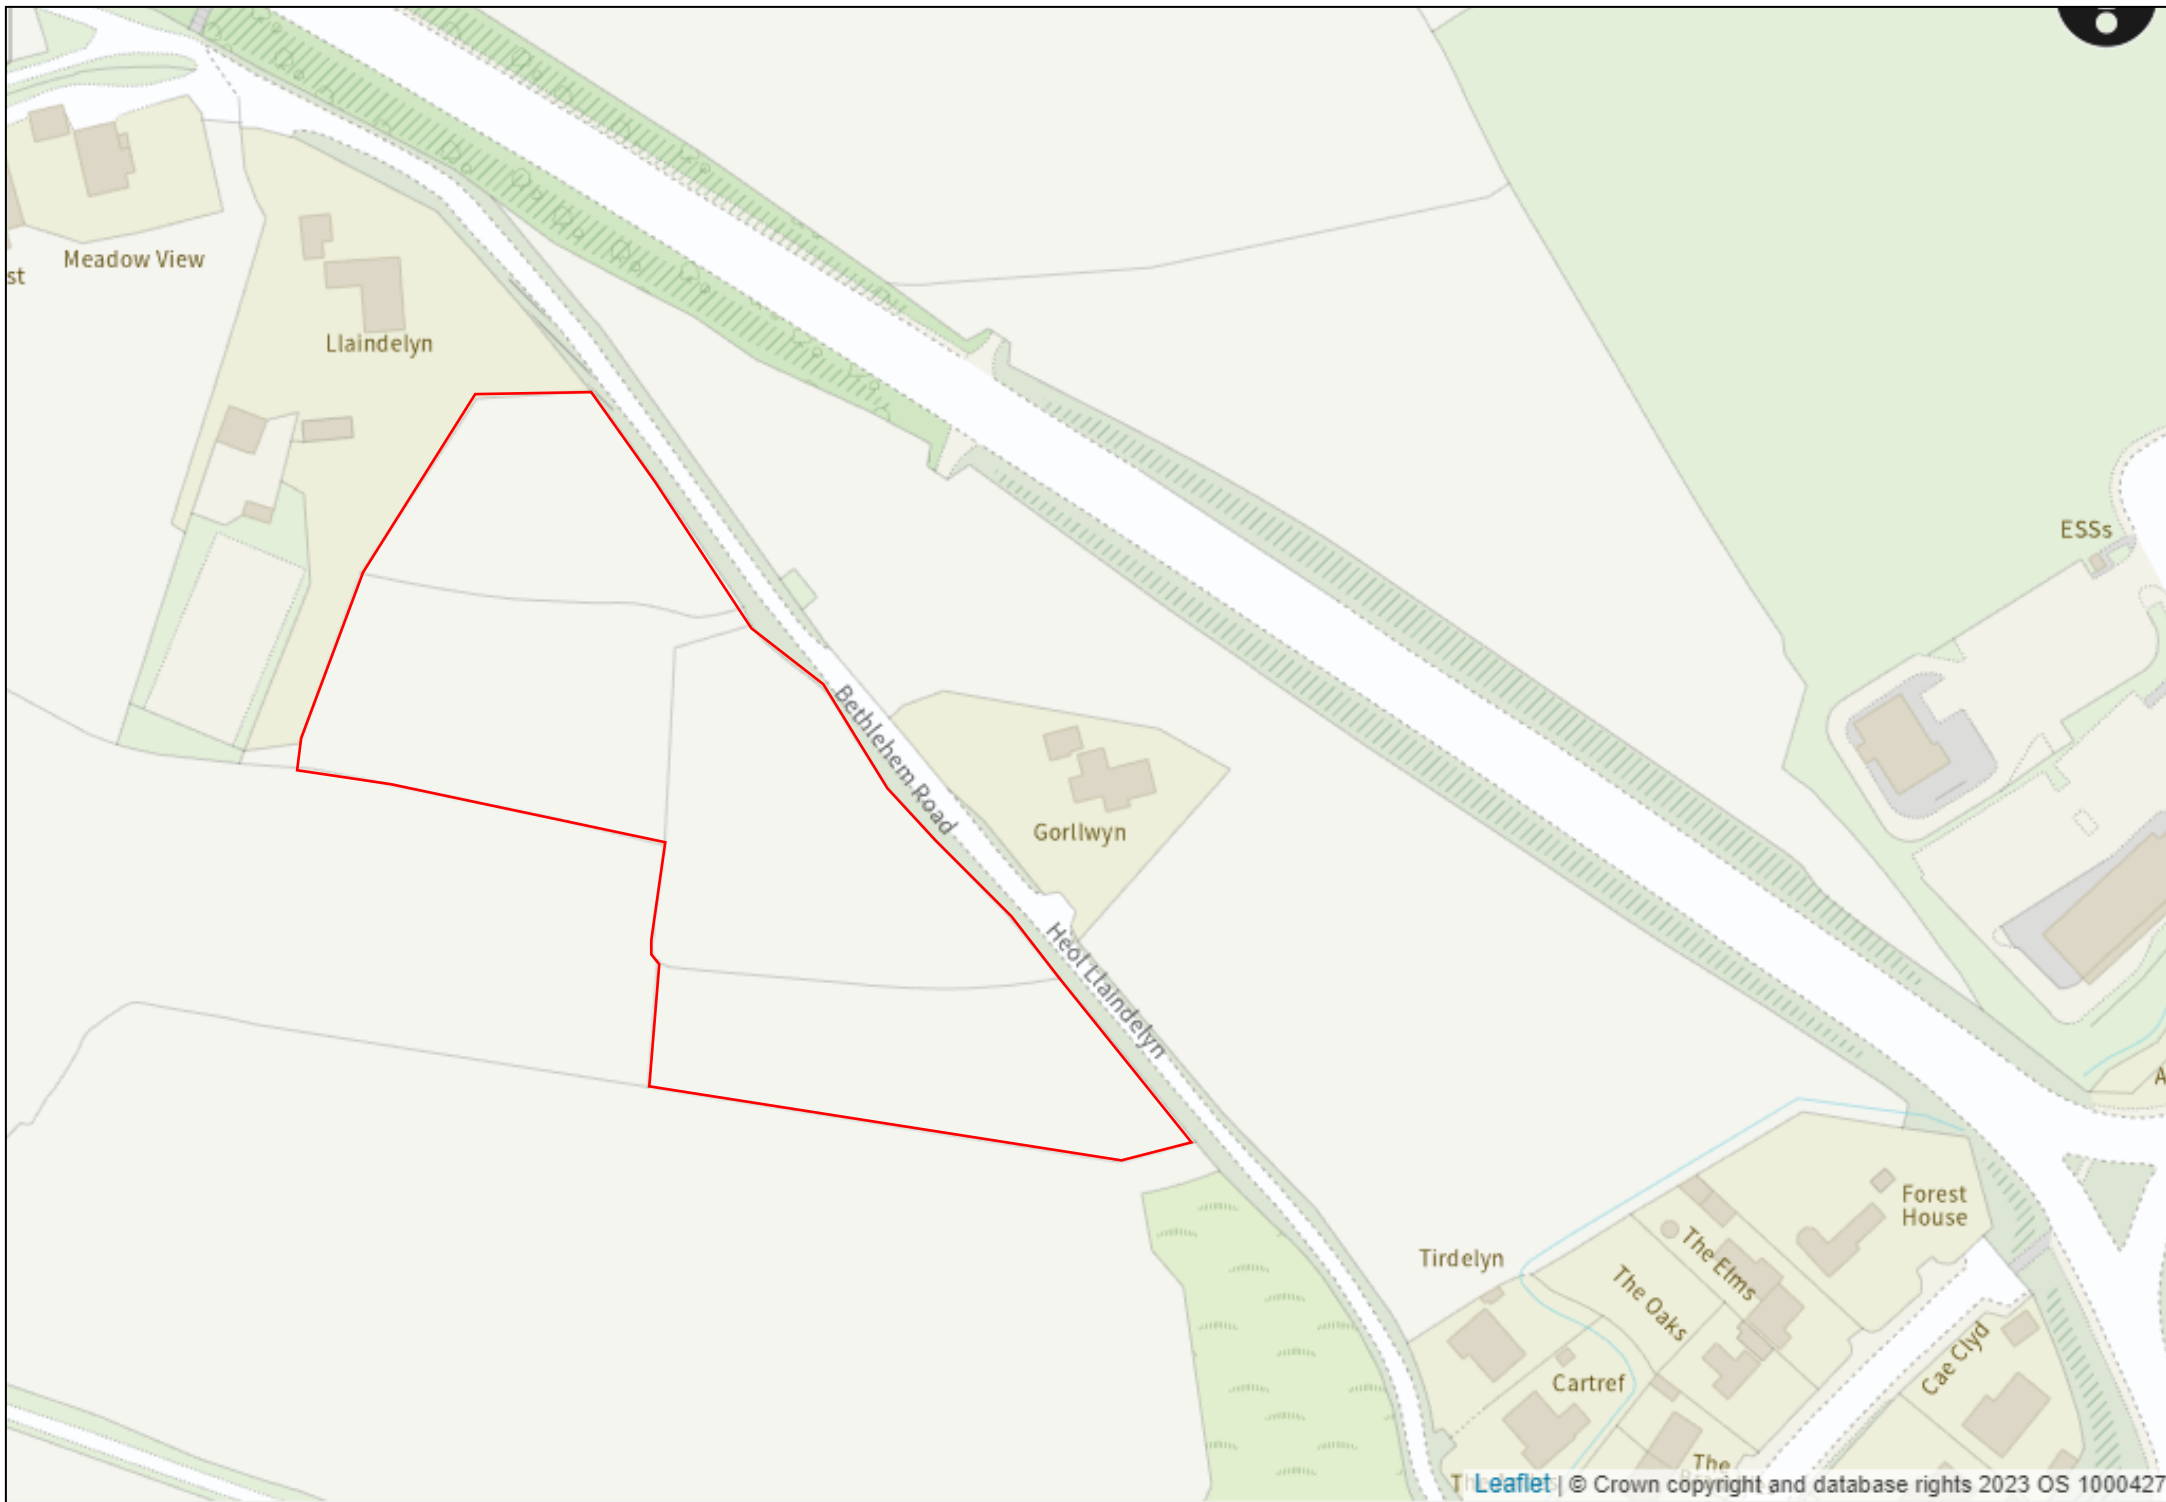 Meadow View
st
Llaindelyn
ESSs
Bethlehem Road
Gorllwyn
Heol Llaindelyn
A
Forest
House
The Elms
Tirdelyn
The Oaks
Cartref
Cae Clyd
The
Leaflet | © Crown copyright and database rights 2023 OS 1000427